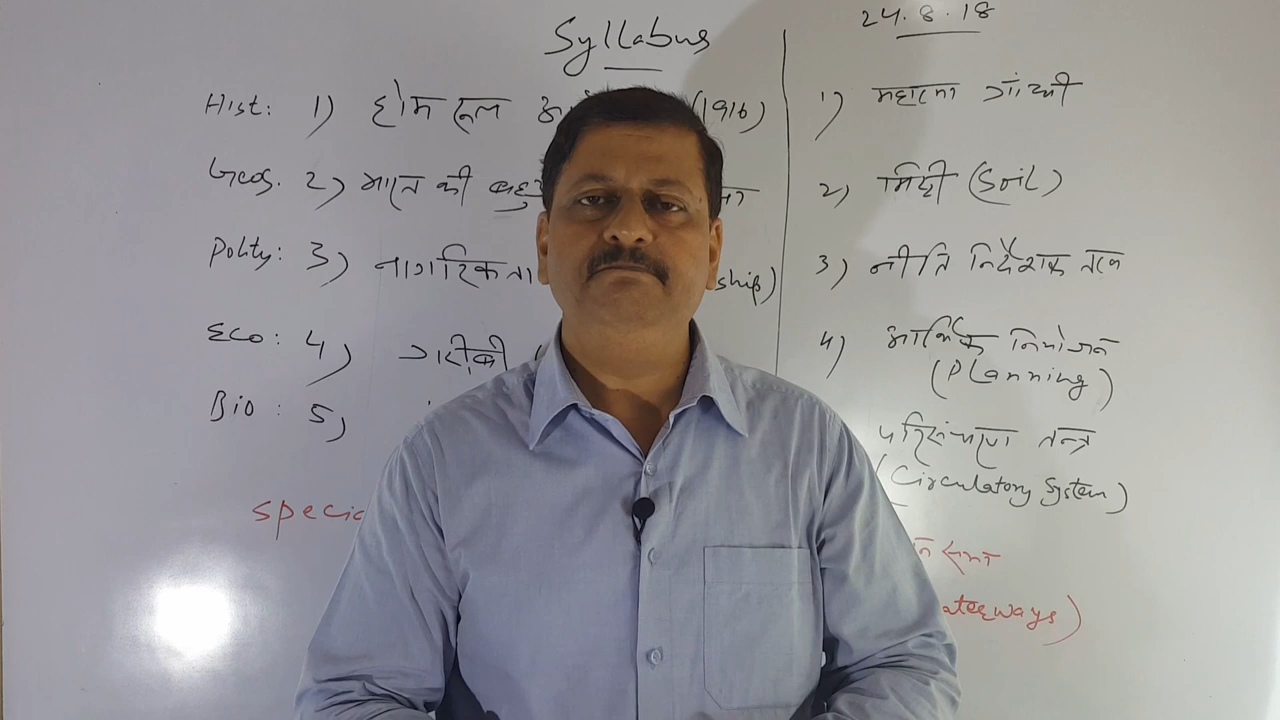 Syllabus
24.8.18
Hist: 1) होम रूल (1916)
Geog. 2) भारत की
Polity: 3) नागरिकता ship)
Eco: 4) गरीबी (
Bio : 5)
Specia
1) महात्मा गाँधी
2) मिट्टी (Soil)
3) नीति निर्देशक तत्व
4) आर्थिक नियोजन
(Planning)
परिसंचरण तन्त्र
(Circulatory System)
aterways)